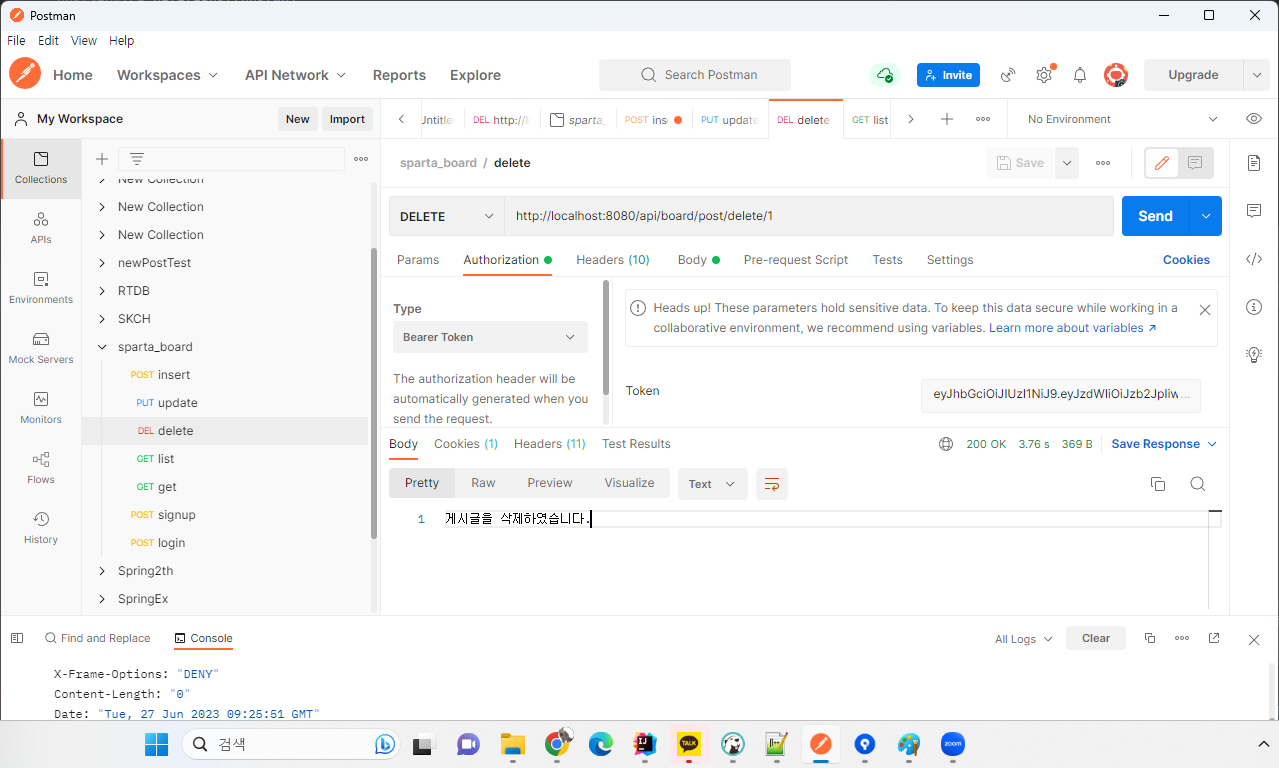 Postman
File Edit View Help
Home Workspaces API Network Reports Explore Search Postman Invite Upgrade
My Workspace New Import
DEL http://l POST ins PUT update DEL delete GET list No Environment
sparta_board / delete Save
Collections
APIs
Environments
Mock Servers
Monitors
Flows
History
New Collection
New Collection
New Collection
newPostTest
RTDB
SKCH
sparta_board
POST insert
PUT update
DEL delete
GET list
GET get
POST signup
POST login
Spring2th
SpringEx
DELETE http://localhost:8080/api/board/post/delete/1 Send
Params Authorization Headers (10) Body Pre-request Script Tests Settings Cookies
Type
Bearer Token
The authorization header will be
automatically generated when you
send the request.
Heads up! These parameters hold sensitive data. To keep this data secure while working in a
collaborative environment, we recommend using variables. Learn more about variables ↗
Token eyJhbGciOiJIUzI1NiJ9.eyJzdWIiOiJzb2JpIiw...
Body Cookies (1) Headers (11) Test Results 200 OK 3.76 s 369 B Save Response
Pretty Raw Preview Visualize Text
1 게시글을 삭제하였습니다.
Find and Replace Console All Logs Clear
X-Frame-Options: "DENY"
Content-Length: "0"
Date: "Tue, 27 Jun 2023 09:25:51 GMT"
검색 TALK zoom